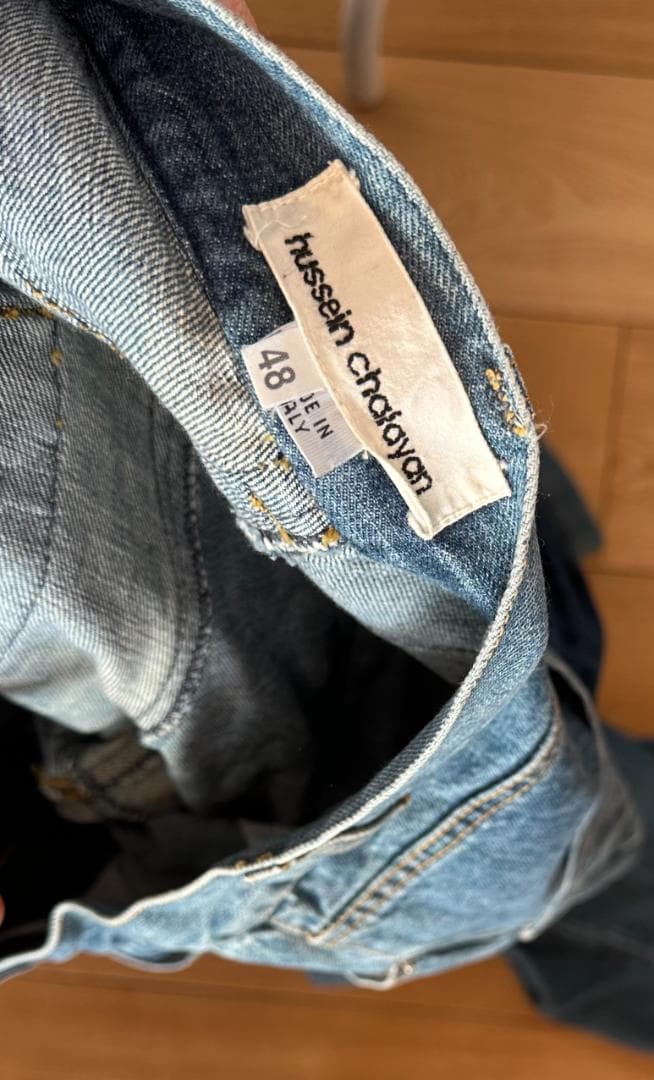 hussein chalayan
48
DE IN
ALY